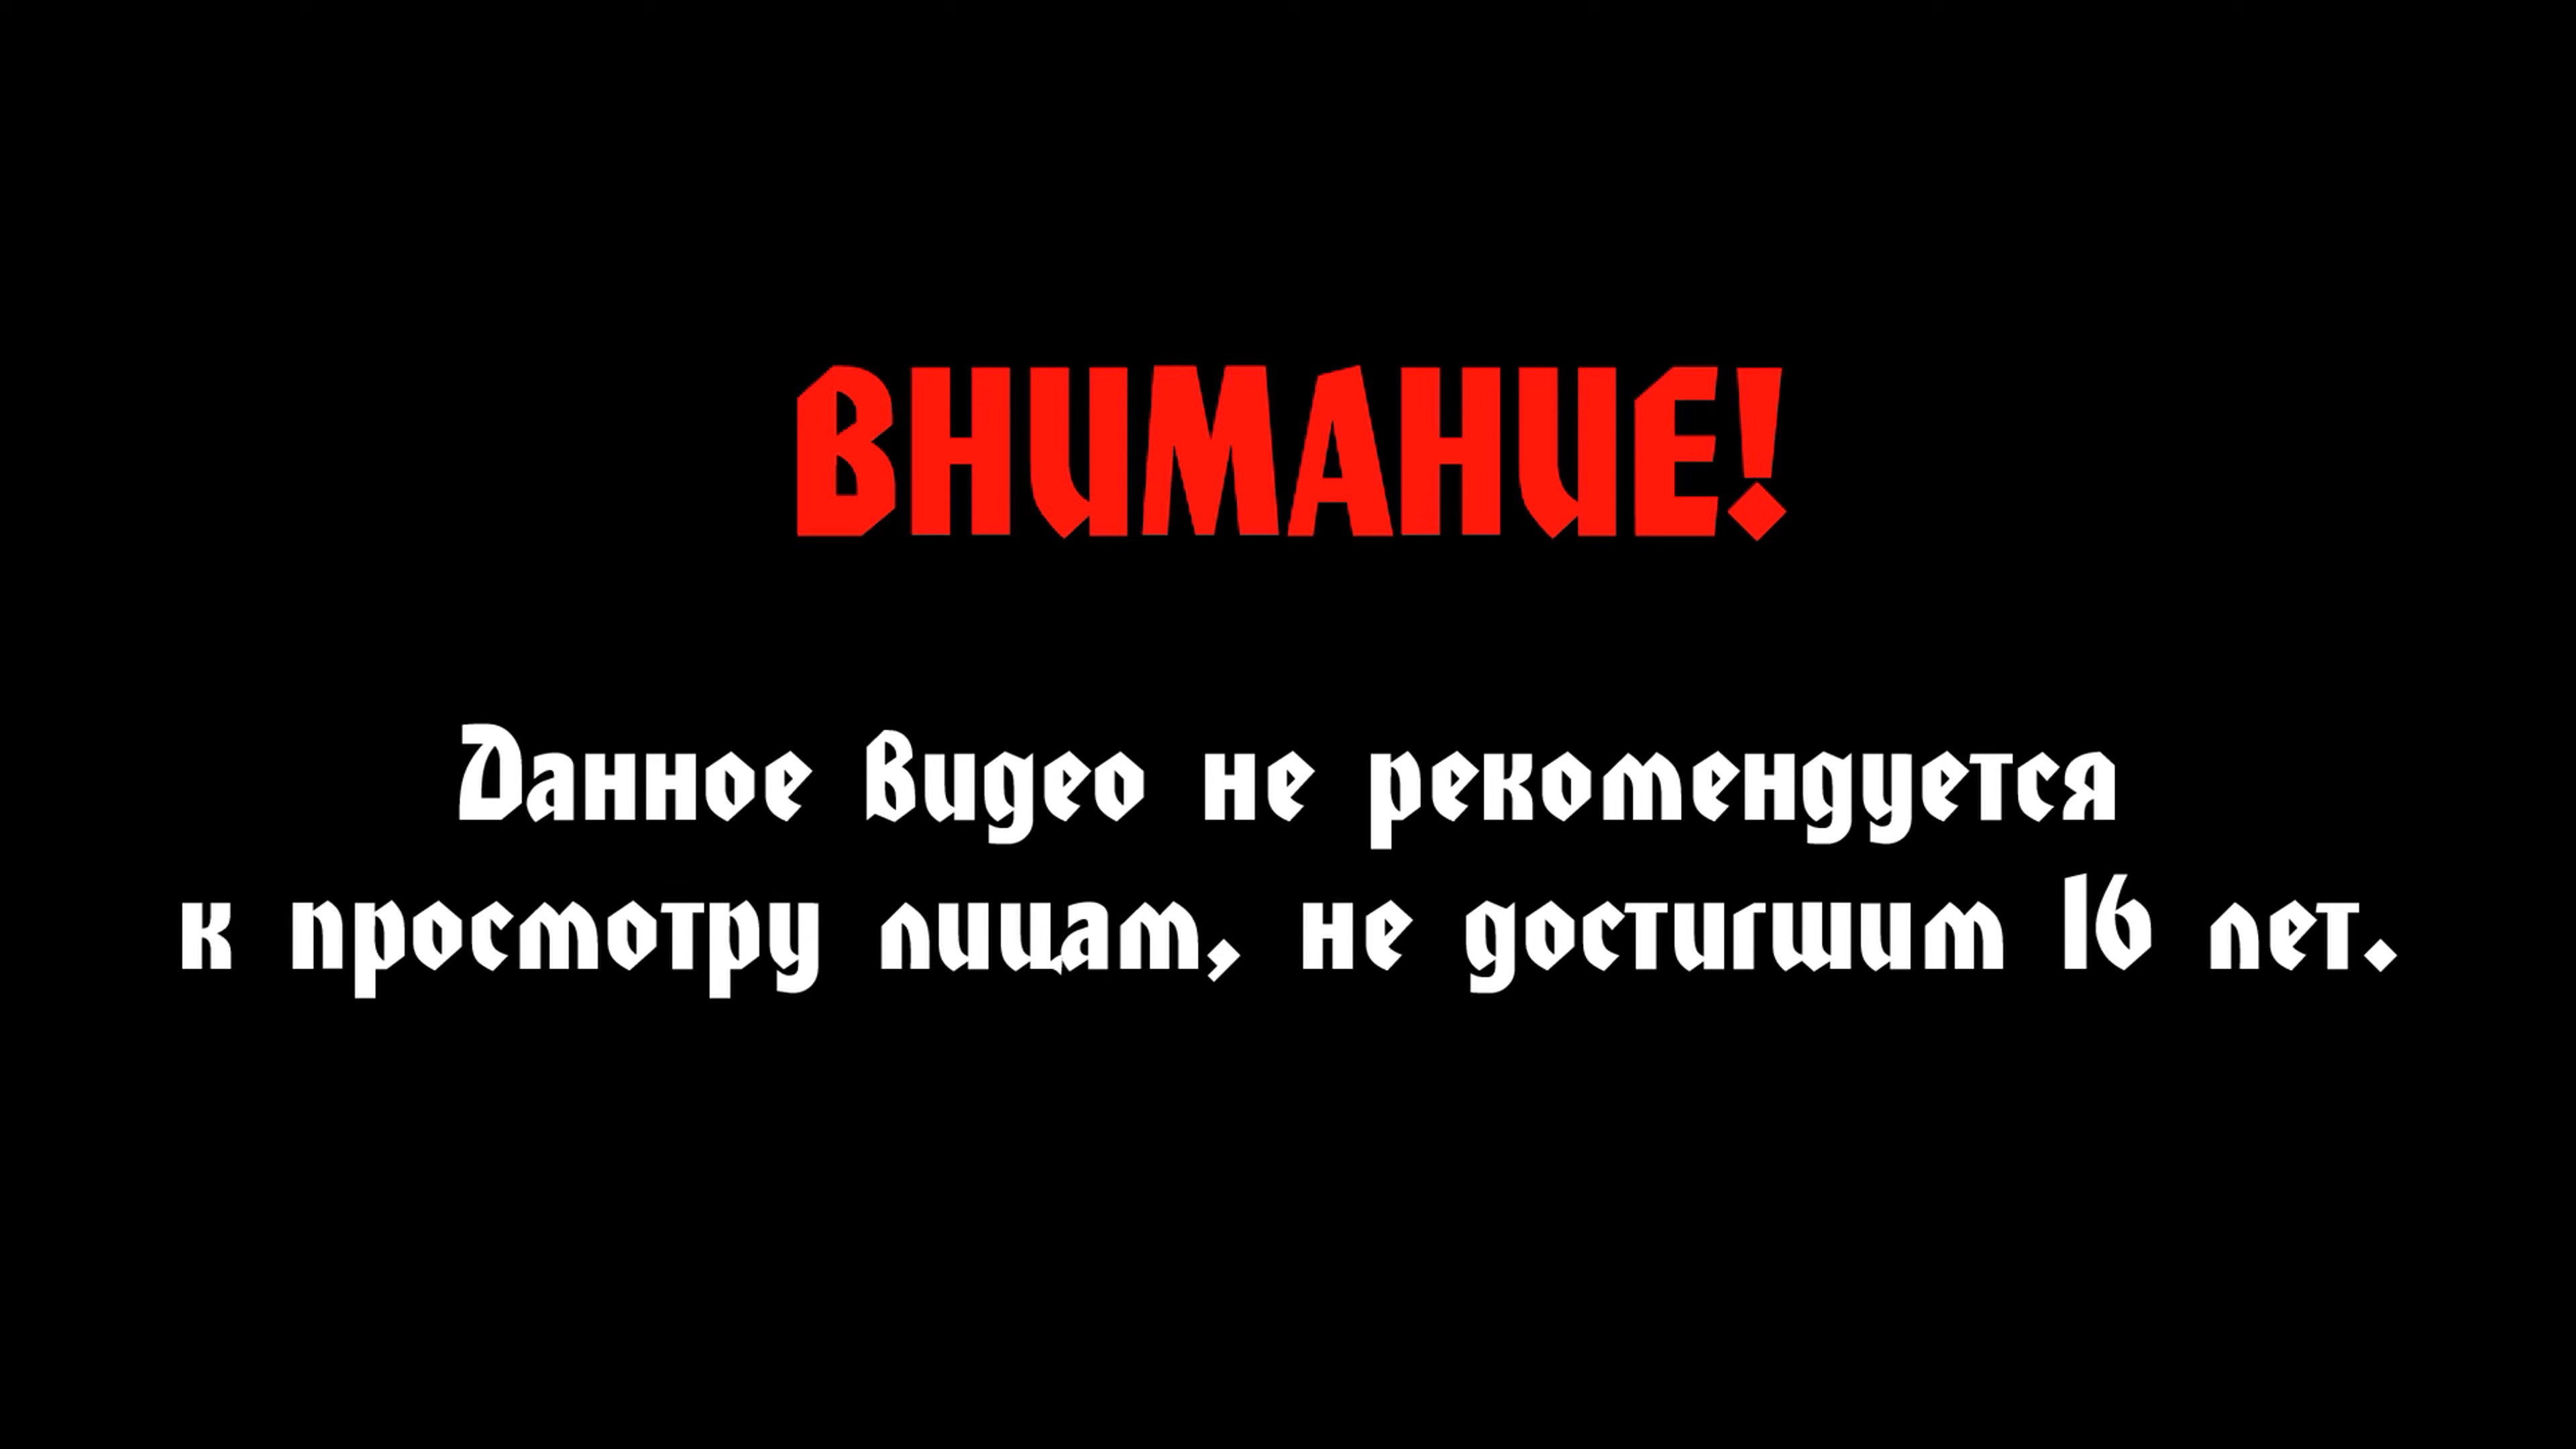 ВНИМАНИЕ!
Данное видео не рекомендуется
к просмотру лицам, не достигшим 16 лет.